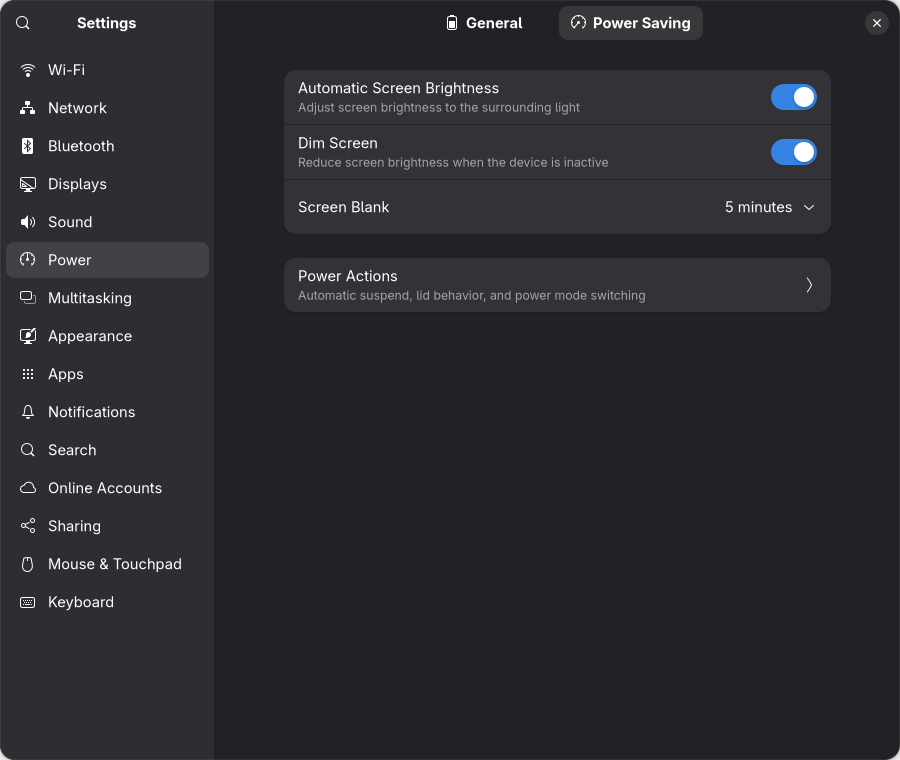 Settings
Wi-Fi
Network
Bluetooth
Displays
Sound
Power
Multitasking
Appearance
Apps
Notifications
Search
Online Accounts
Sharing
Mouse & Touchpad
Keyboard
General
Power Saving
Automatic Screen Brightness
Adjust screen brightness to the surrounding light
Dim Screen
Reduce screen brightness when the device is inactive
Screen Blank
5 minutes
Power Actions
Automatic suspend, lid behavior, and power mode switching